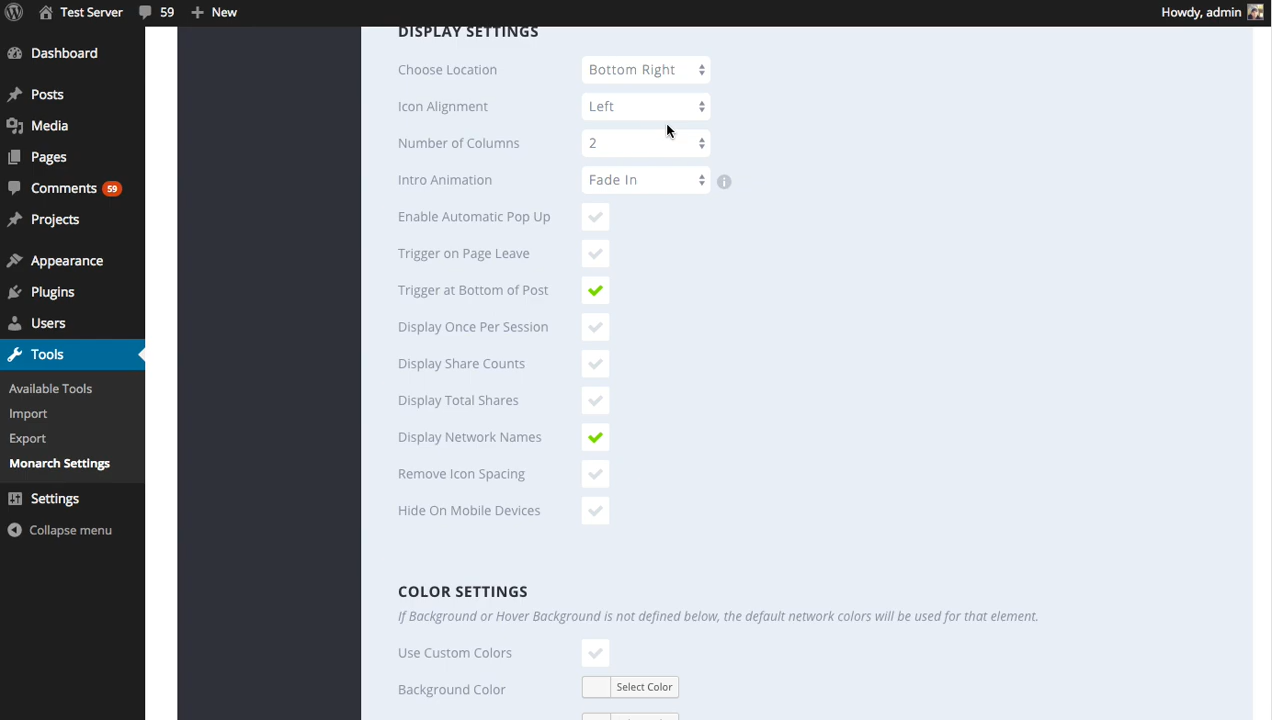 Test Server 59 New Howdy, admin
Dashboard
Posts
Media
Pages
Comments 59
Projects
Appearance
Plugins
Users
Tools
Available Tools
Import
Export
Monarch Settings
Settings
Collapse menu
DISPLAY SETTINGS
Choose Location Bottom Right
Icon Alignment Left
Number of Columns 2
Intro Animation Fade In
Enable Automatic Pop Up
Trigger on Page Leave
Trigger at Bottom of Post
Display Once Per Session
Display Share Counts
Display Total Shares
Display Network Names
Remove Icon Spacing
Hide On Mobile Devices
COLOR SETTINGS
If Background or Hover Background is not defined below, the default network colors will be used for that element.
Use Custom Colors
Background Color Select Color